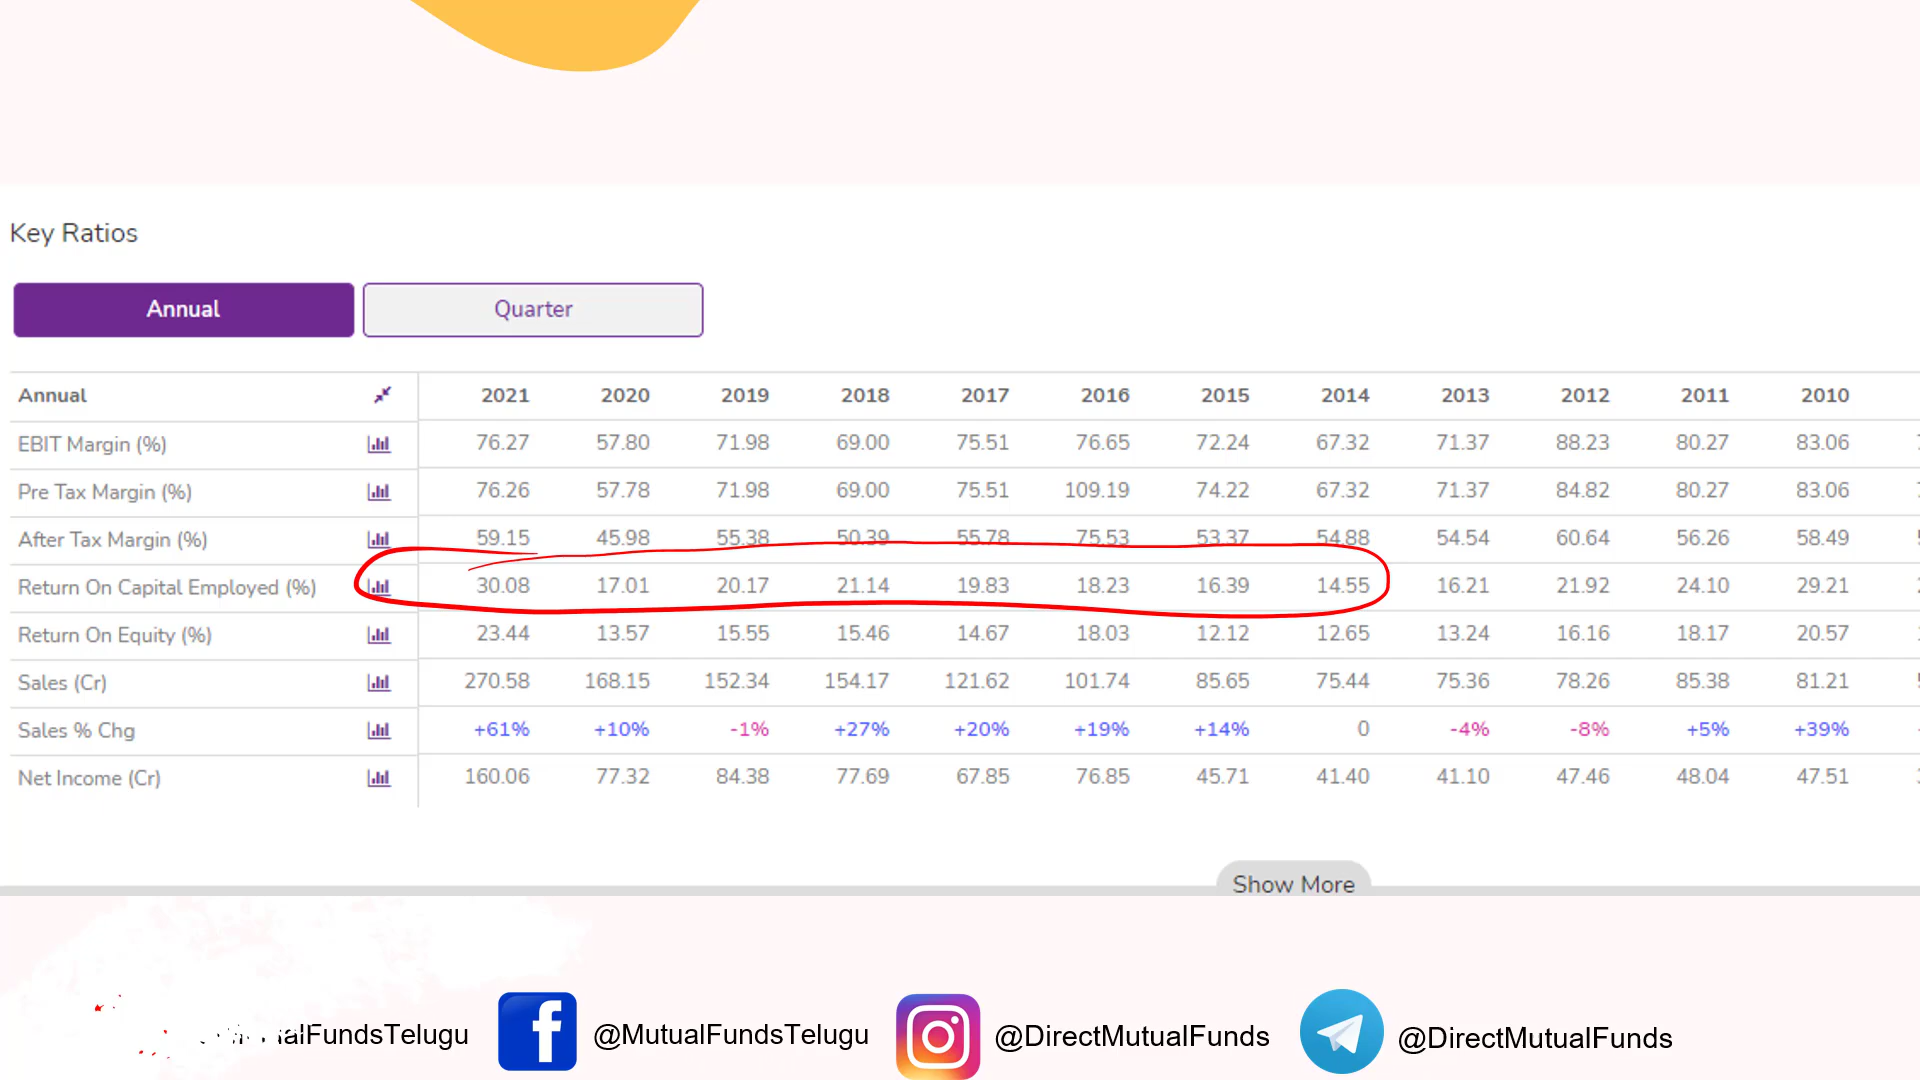 Key Ratios
Annual Quarter
Annual 2021 2020 2019 2018 2017 2016 2015 2014 2013 2012 2011 2010
EBIT Margin (%) 76.27 57.80 71.98 69.00 75.51 76.65 72.24 67.32 71.37 88.23 80.27 83.06
Pre Tax Margin (%) 76.26 57.78 71.98 69.00 75.51 109.19 74.22 67.32 71.37 84.82 80.27 83.06
After Tax Margin (%) 59.15 45.98 55.38 50.39 55.78 75.53 53.37 54.88 54.54 60.64 56.26 58.49
Return On Capital Employed (%) 30.08 17.01 20.17 21.14 19.83 18.23 16.39 14.55 16.21 21.92 24.10 29.21
Return On Equity (%) 23.44 13.57 15.55 15.46 14.67 18.03 12.12 12.65 13.24 16.16 18.17 20.57
Sales (Cr) 270.58 168.15 152.34 154.17 121.62 101.74 85.65 75.44 75.36 78.26 85.38 81.21
Sales % Chg +61% +10% -1% +27% +20% +19% +14% 0 -4% -8% +5% +39%
Net Income (Cr) 160.06 77.32 84.38 77.69 67.85 76.85 45.71 41.40 41.10 47.46 48.04 47.51
Show More
@MutualFundsTelugu @DirectMutualFunds @DirectMutualFunds